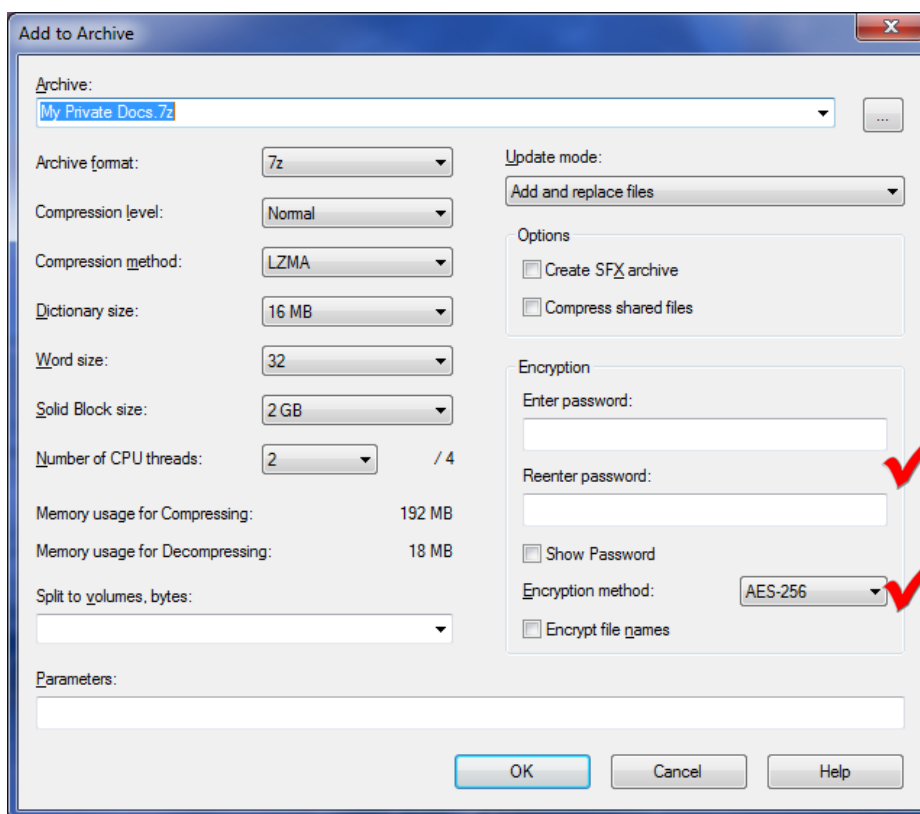 Add to Archive
Archive:
My Private Docs.7z
...
Archive format:
7z
Compression level:
Normal
Compression method:
LZMA
Dictionary size:
16 MB
Word size:
32
Solid Block size:
2 GB
Number of CPU threads:
2
/ 4
Memory usage for Compressing:
192 MB
Memory usage for Decompressing:
18 MB
Split to volumes, bytes:
Update mode:
Add and replace files
Options
Create SFX archive
Compress shared files
Encryption
Enter password:
Reenter password:
Show Password
Encryption method:
AES-256
Encrypt file names
Parameters:
OK
Cancel
Help